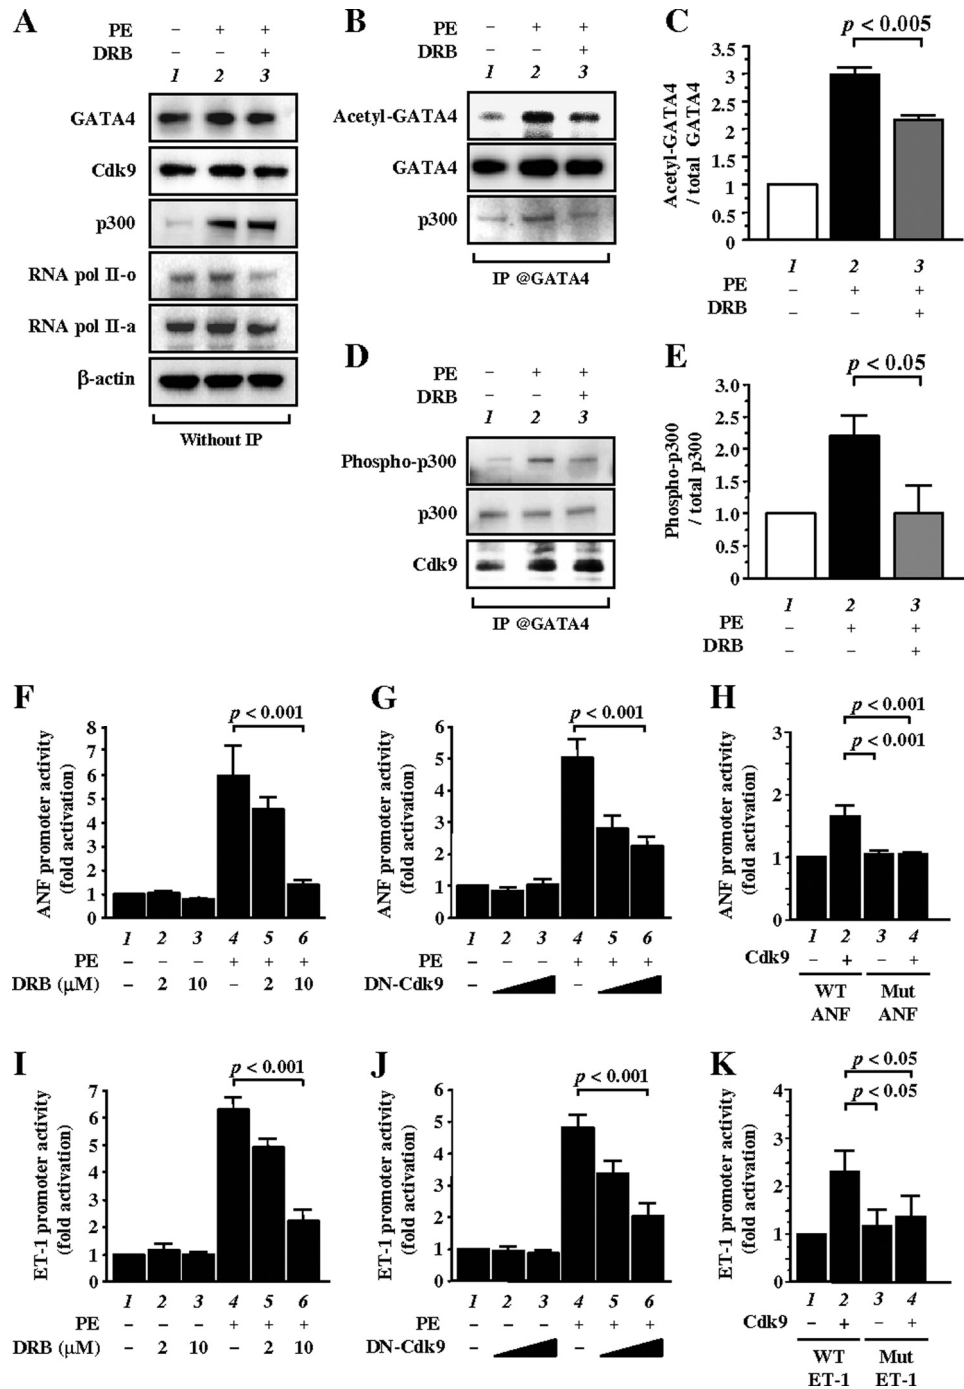 A
PE – + +
DRB – – +
1 2 3
GATA4
Cdk9
p300
RNA pol II-o
RNA pol II-a
β-actin
Without IP
B
PE – + +
DRB – – +
1 2 3
Acetyl-GATA4
GATA4
p300
IP @GATA4
C
p < 0.005
Acetyl-GATA4
/ total GATA4
3.5
3
2.5
2
1.5
1
0.5
0
1 2 3
PE – + +
DRB – – +
D
PE – + +
DRB – – +
1 2 3
Phospho-p300
p300
Cdk9
IP @GATA4
E
p < 0.05
Phospho-p300
/ total p300
3.0
2.5
2.0
1.5
1.0
0.5
0
1 2 3
PE – + +
DRB – – +
F
p < 0.001
ANF promoter activity
(fold activation)
8
7
6
5
4
3
2
1
0
1 2 3 4 5 6
PE – – – + + +
DRB (μM) – 2 10 – 2 10
G
p < 0.001
ANF promoter activity
(fold activation)
6
5
4
3
2
1
0
1 2 3 4 5 6
PE – – – + + +
DN-Cdk9 – –
H
p < 0.001
p < 0.001
ANF promoter activity
(fold activation)
3
2
1
0
1 2 3 4
Cdk9 – + – +
WT Mut
ANF ANF
I
p < 0.001
ET-1 promoter activity
(fold activation)
7
6
5
4
3
2
1
0
1 2 3 4 5 6
PE – – – + + +
DRB (μM) – 2 10 – 2 10
J
p < 0.001
ET-1 promoter activity
(fold activation)
6
5
4
3
2
1
0
1 2 3 4 5 6
PE – – – + + +
DN-Cdk9 – –
K
p < 0.05
p < 0.05
ET-1 promoter activity
(fold activation)
4
3
2
1
0
1 2 3 4
Cdk9 – + – +
WT Mut
ET-1 ET-1